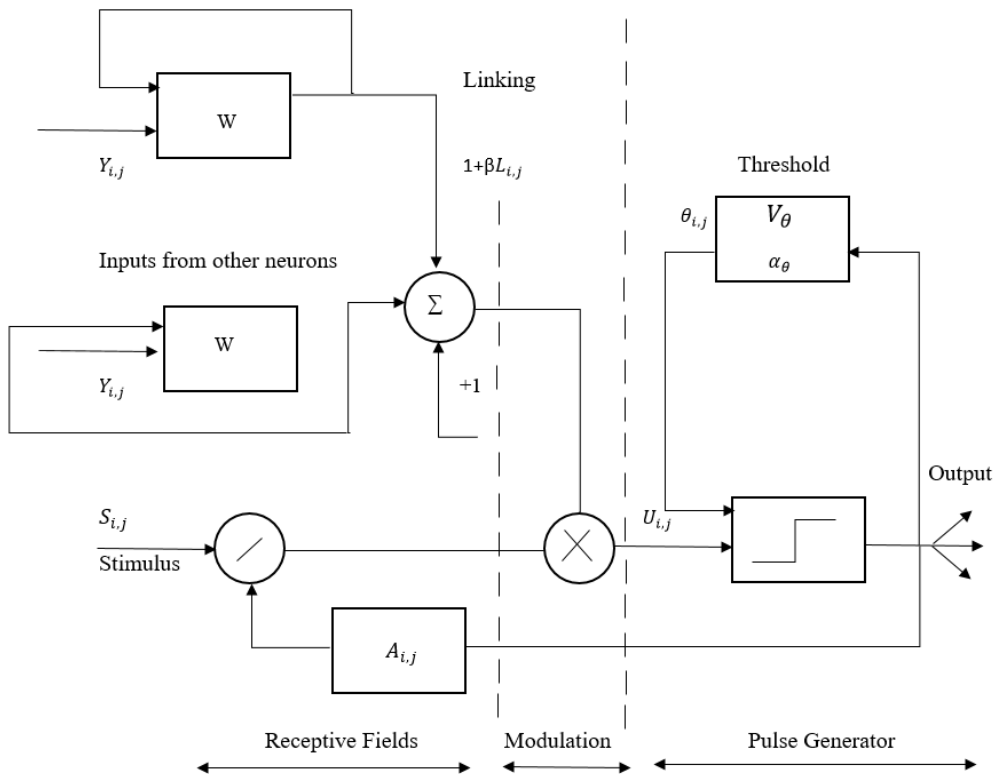 Linking
W
Y_{i,j}
1+βL_{i,j}
Threshold
θ_{i,j}
V_θ
α_θ
Inputs from other neurons
W
Y_{i,j}
Σ
+1
Output
S_{i,j}
Stimulus
U_{i,j}
A_{i,j}
Receptive Fields
Modulation
Pulse Generator